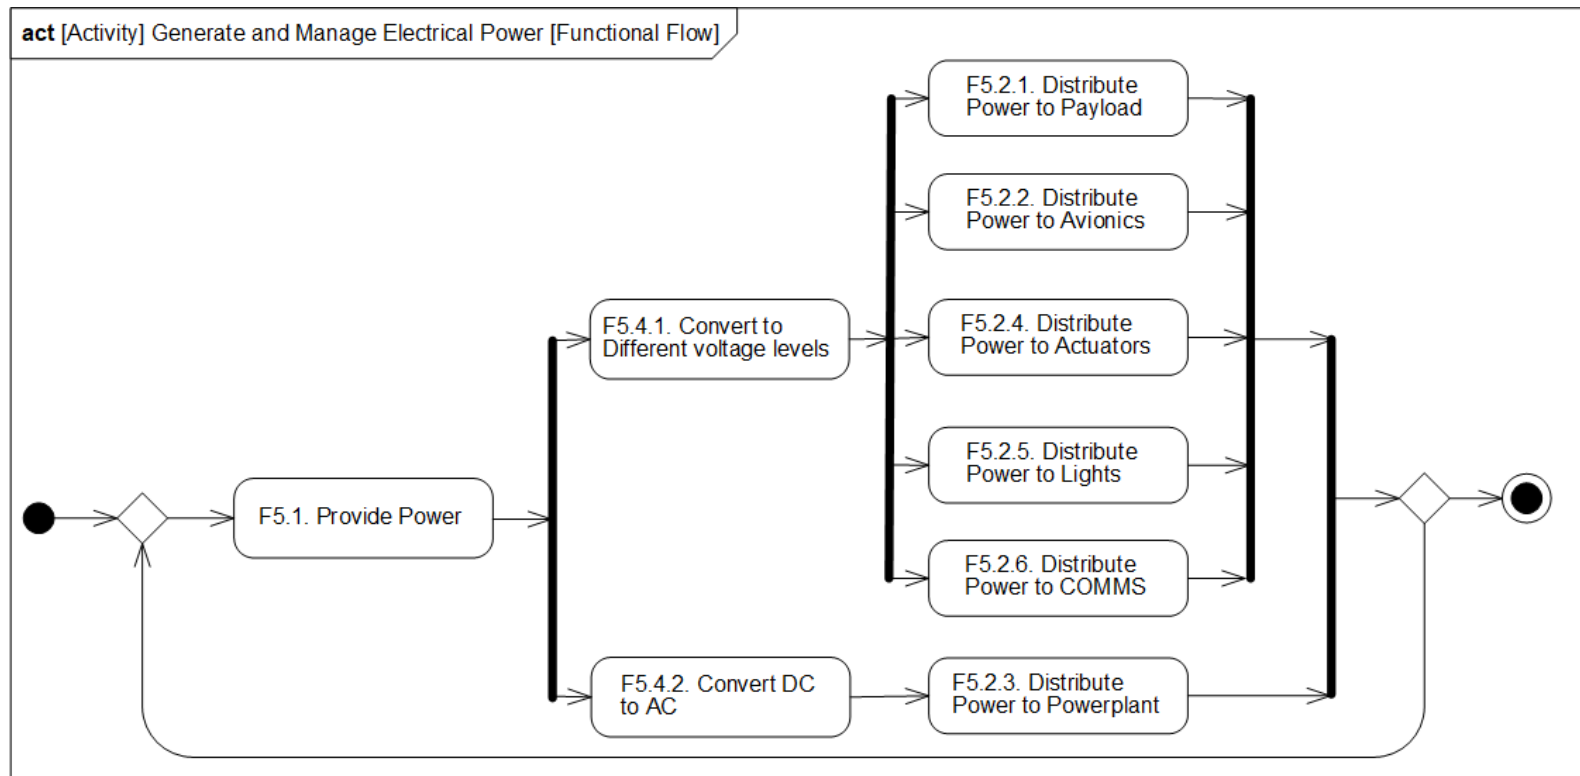 act [Activity] Generate and Manage Electrical Power [Functional Flow]
F5.2.1. Distribute
Power to Payload
F5.2.2. Distribute
Power to Avionics
F5.4.1. Convert to
Different voltage levels
F5.2.4. Distribute
Power to Actuators
F5.2.5. Distribute
Power to Lights
F5.1. Provide Power
F5.2.6. Distribute
Power to COMMS
F5.4.2. Convert DC
to AC
F5.2.3. Distribute
Power to Powerplant